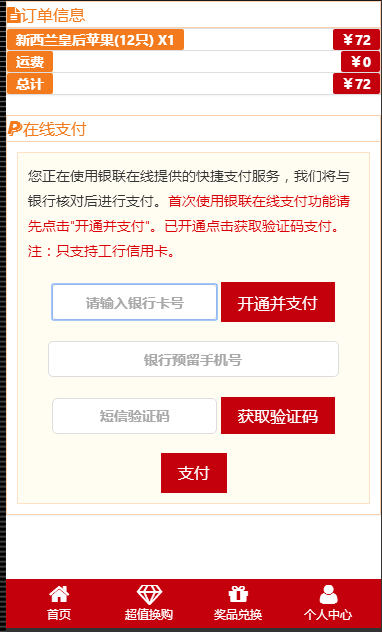 订单信息
新西兰皇后苹果(12只) X1 ￥72
运费 ￥0
总计 ￥72
在线支付
您正在使用银联在线提供的快捷支付服务，我们将与
银行核对后进行支付。首次使用银联在线支付功能请
先点击"开通并支付"。已开通点击获取验证码支付。
注：只支持工行信用卡。
请输入银行卡号 开通并支付
银行预留手机号
短信验证码 获取验证码
支付
首页 超值换购 奖品兑换 个人中心